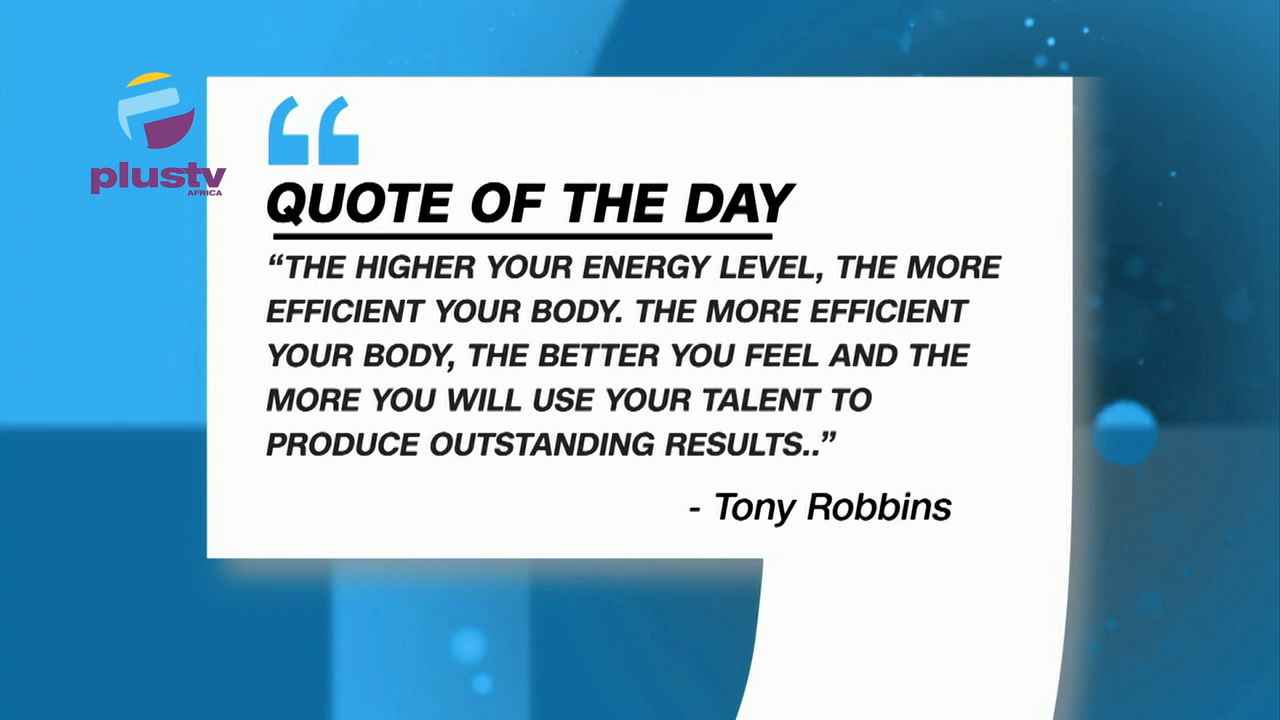 plustv
AFRICA
“
QUOTE OF THE DAY
“THE HIGHER YOUR ENERGY LEVEL, THE MORE
EFFICIENT YOUR BODY. THE MORE EFFICIENT
YOUR BODY, THE BETTER YOU FEEL AND THE
MORE YOU WILL USE YOUR TALENT TO
PRODUCE OUTSTANDING RESULTS..”
- Tony Robbins